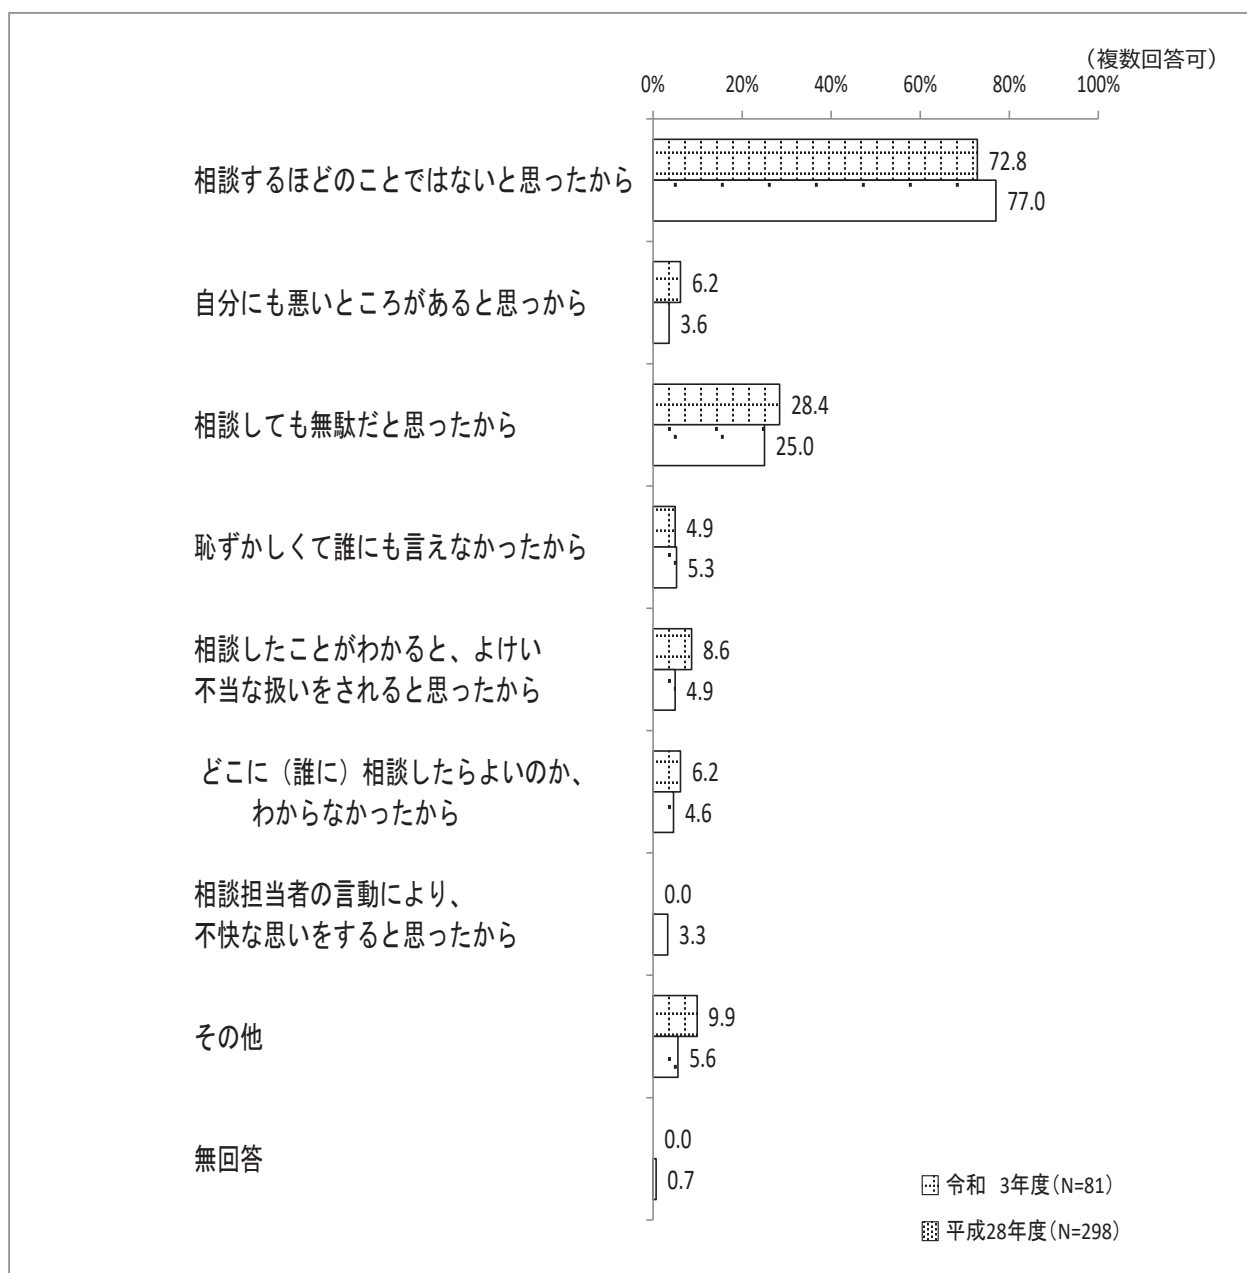 （複数回答可）
0% 20% 40% 60% 80% 100%
相談するほどのことではないと思ったから
72.8
77.0
自分にも悪いところがあると思っから
6.2
3.6
相談しても無駄だと思ったから
28.4
25.0
恥ずかしくて誰にも言えなかったから
4.9
5.3
相談したことがわかると、よけい
不当な扱いをされると思ったから
8.6
4.9
どこに（誰に）相談したらよいのか、
わからなかったから
6.2
4.6
相談担当者の言動により、
不快な思いをすると思ったから
0.0
3.3
その他
9.9
5.6
無回答
0.0
0.7
令和 3年度(N=81)
平成28年度(N=298)